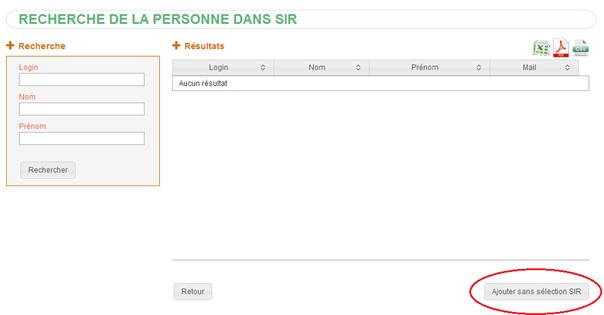 RECHERCHE DE LA PERSONNE DANS SIR
Recherche
Login
Nom
Prénom
Rechercher
Résultats
CSV
Login Nom Prénom Mail
Aucun résultat
Retour
Ajouter sans sélection SIR